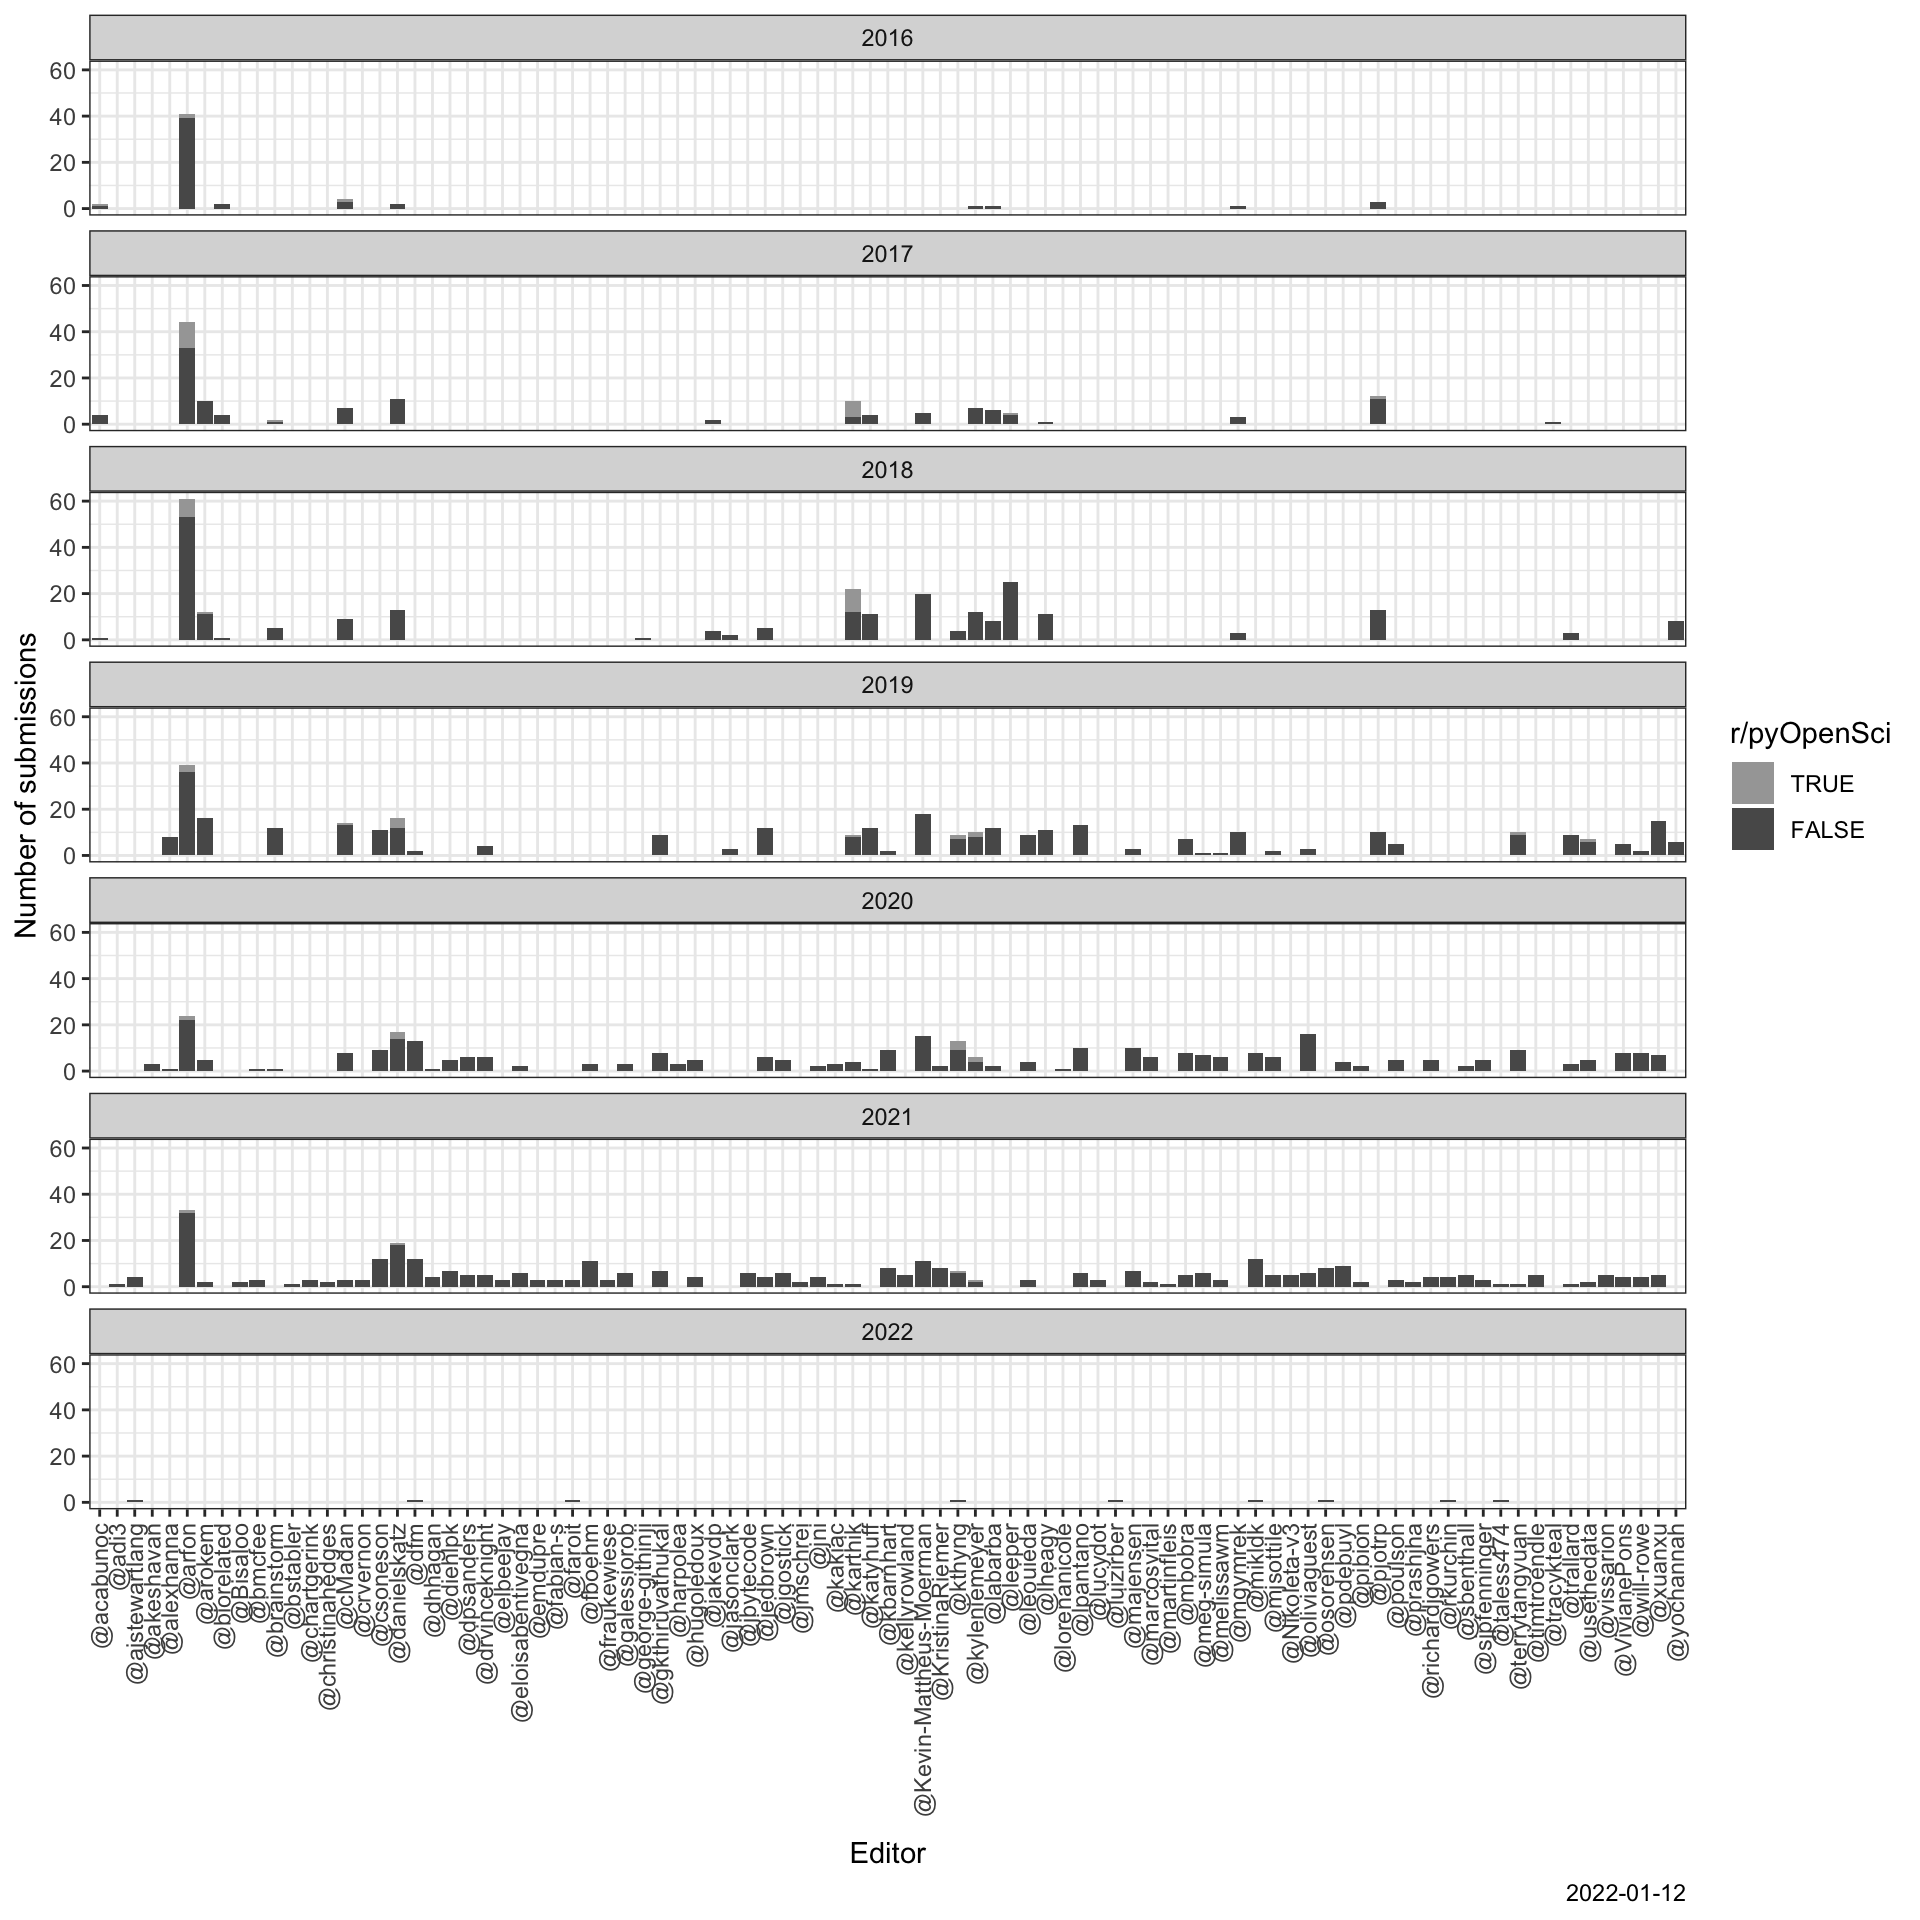 2016
60
40
20
0
2017
60
40
20
0
2018
60
40
20
0
2019
60
40
20
0
2020
60
40
20
0
2021
60
40
20
0
2022
60
40
20
0
Number of submissions
@acabunoc
@adi3
@ajstewartlang
@akeshavan
@alexhanna
@arfon
@arokem
@biorelated
@Bisaloo
@bmcfee
@brainstorm
@bstabler
@chartgerink
@christinahedges
@cMadan
@crvernon
@csoneson
@danielskatz
@dfm
@dhhagan
@diehlpk
@dpsanders
@drvinceknight
@elbeejay
@eloisabentivegna
@emdupre
@fabian-s
@faroit
@fboehm
@fraukewiese
@galessiorob
@george-githinji
@gkthiruvathukal
@harpolea
@hugoledoux
@jakevdp
@jasonclark
@jbytecode
@jedbrown
@jgostick
@jmschrei
@jni
@kakiac
@karthik
@katyhuff
@kbarnhart
@kellyrowland
@Kevin-Mattheus-Moerman
@KristinaRiemer
@kthyng
@kyleniemeyer
@labarba
@leeper
@leouieda
@lheagy
@lorenanicole
@lpantano
@lucydot
@luizirber
@majensen
@marcosvital
@martinfleis
@mbobra
@meg-simula
@melissawm
@mgymrek
@mikldk
@mjsottile
@Nikoleta-v3
@oliviaguest
@osorensen
@pdebuyl
@pibion
@pjotrp
@poulson
@prashjha
@richardjgowers
@rkurchin
@sbenthall
@sjpfenninger
@taless474
@terrytangyuan
@timtroendle
@tracykteal
@trallard
@usethedata
@vissarion
@VivianePons
@will-rowe
@xuanxu
@yochannah
Editor
r/pyOpenSci
TRUE
FALSE
2022-01-12